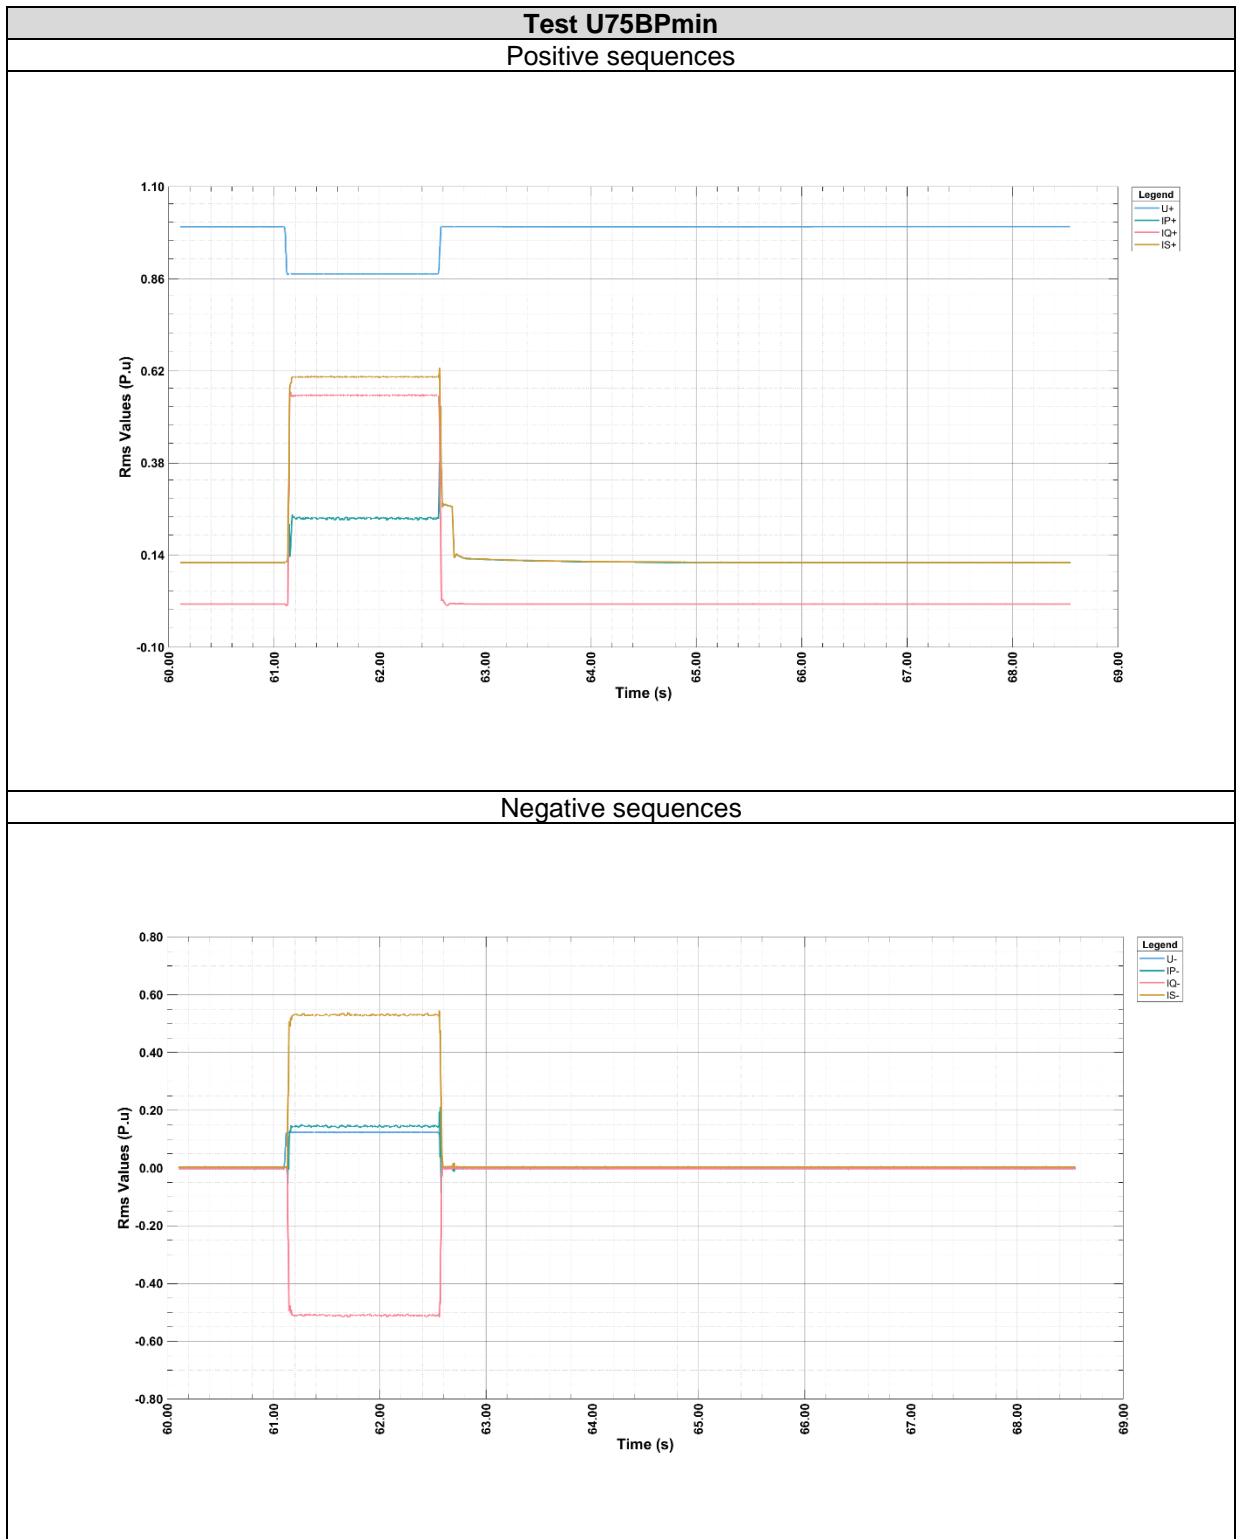 Test U75BPmin
Positive sequences
1.10
0.86
0.62
0.38
0.14
-0.10
Rms Values (P.u)
60.00
61.00
62.00
63.00
64.00
65.00
66.00
67.00
68.00
69.00
Time (s)
Legend
U+
IP+
IQ+
IS+
Negative sequences
0.80
0.60
0.40
0.20
0.00
-0.20
-0.40
-0.60
-0.80
Rms Values (P.u)
60.00
61.00
62.00
63.00
64.00
65.00
66.00
67.00
68.00
69.00
Time (s)
Legend
U-
IP-
IQ-
IS-